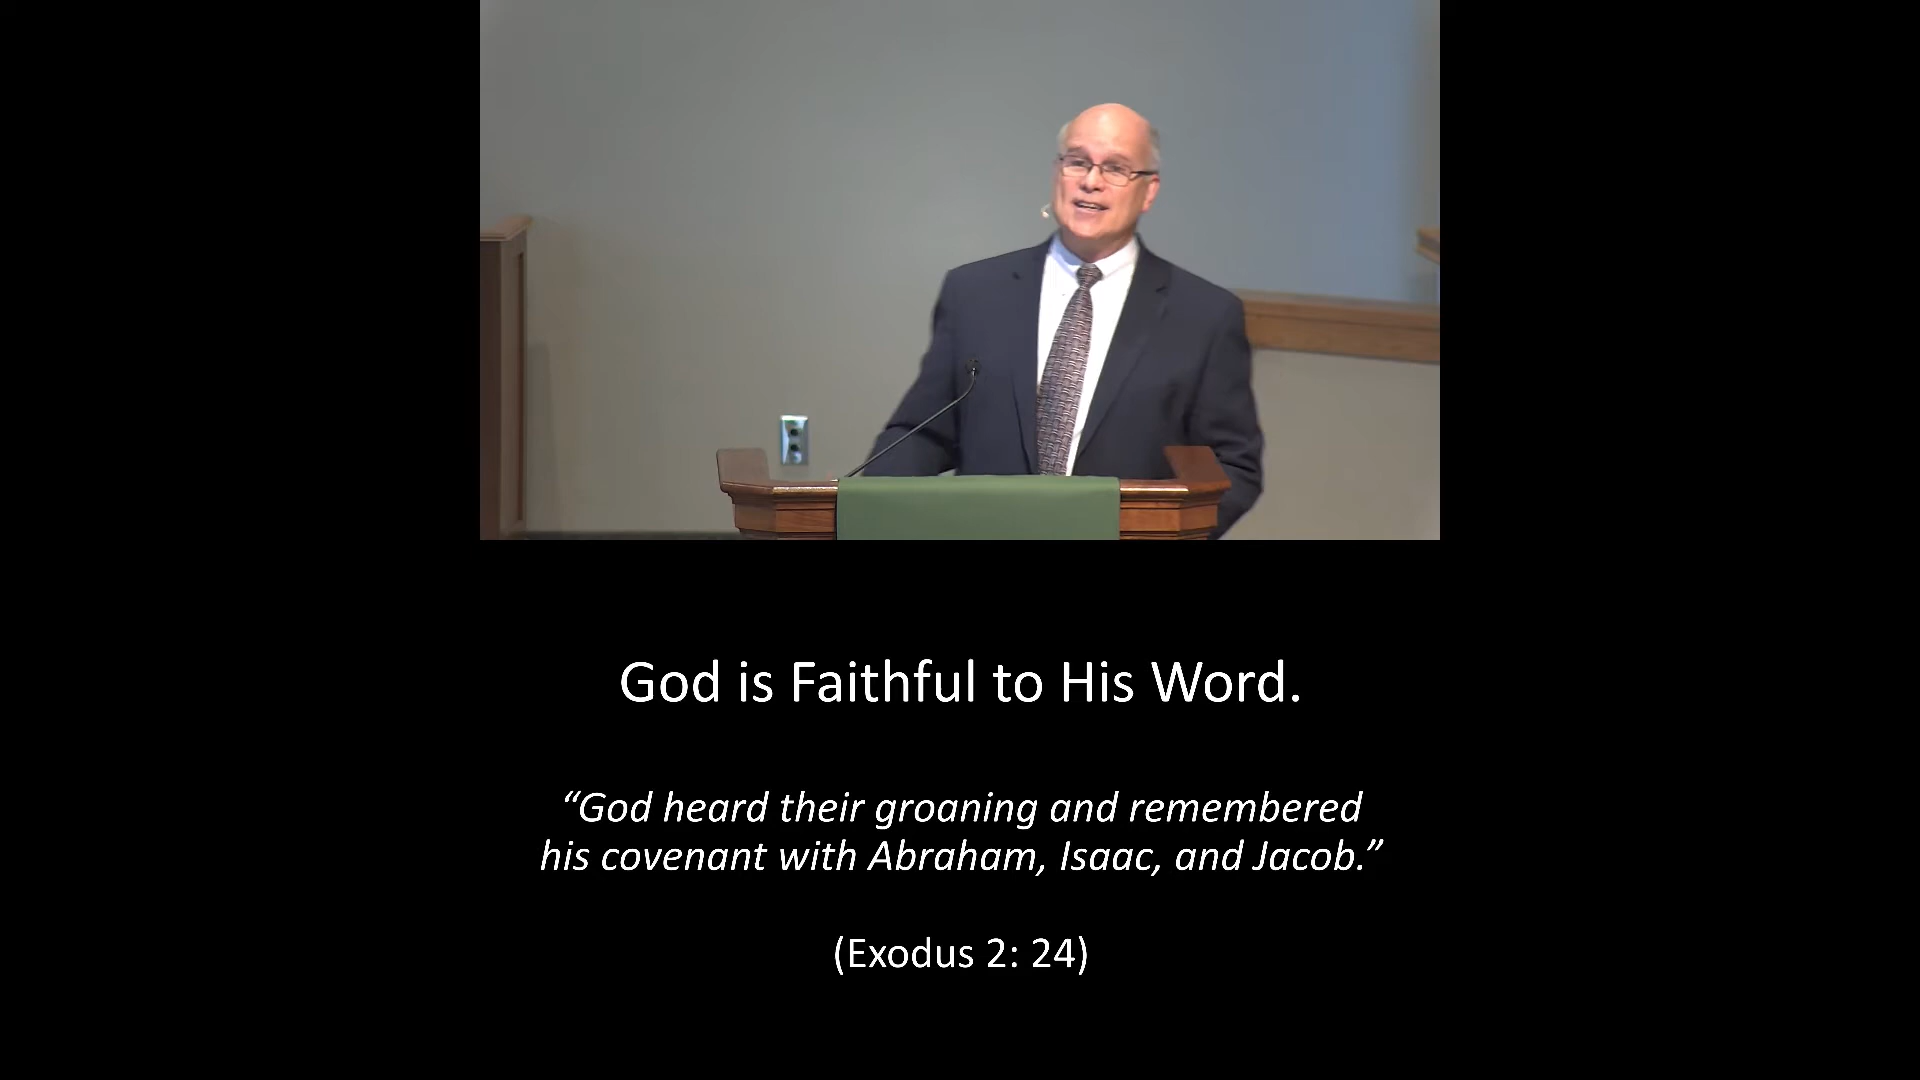 God is Faithful to His Word.
“God heard their groaning and remembered
his covenant with Abraham, Isaac, and Jacob.”
(Exodus 2: 24)